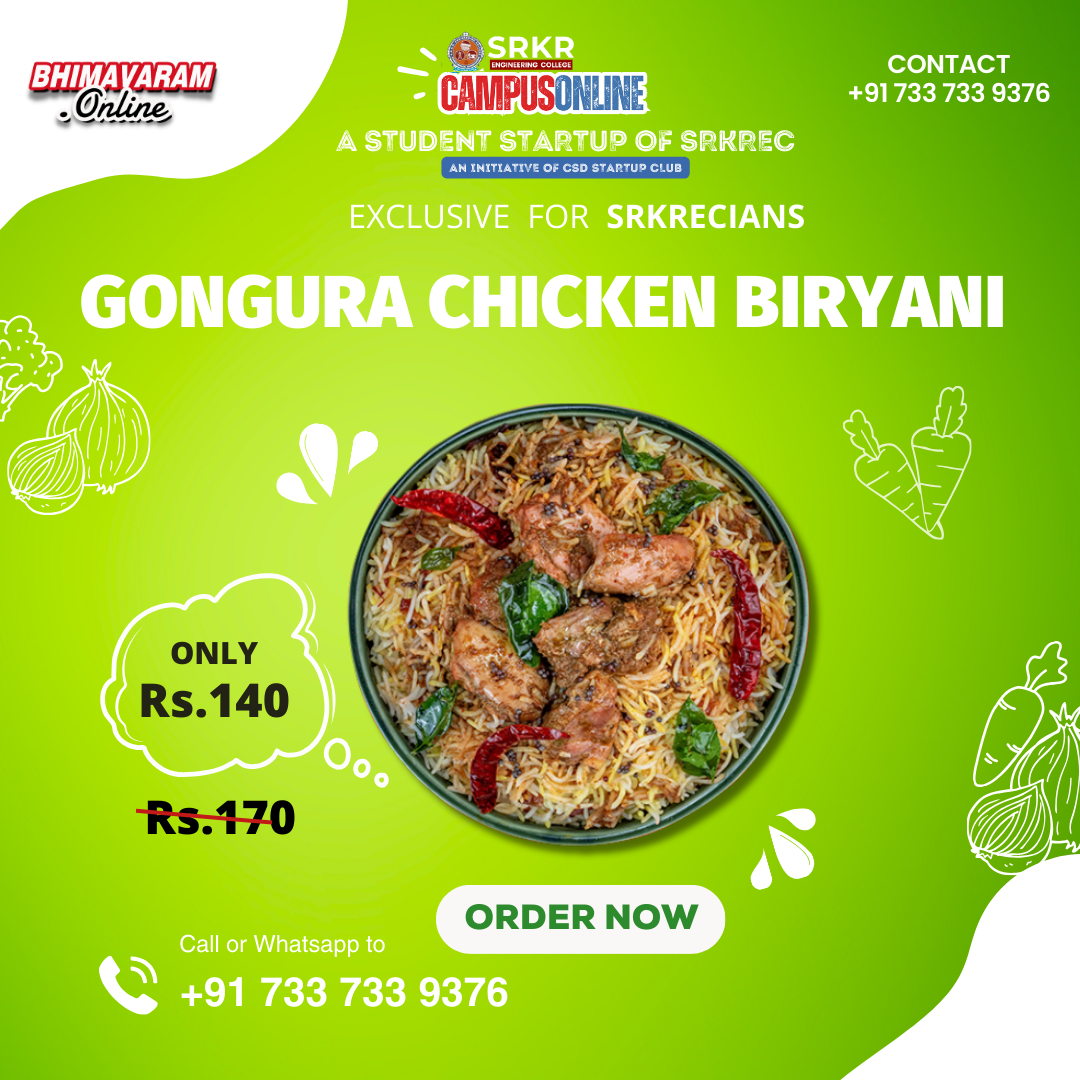 BHIMAVARAM
.Online
SRKR
ENGINEERING COLLEGE
CAMPUSONLINE
A STUDENT STARTUP OF SRKREC
AN INITIATIVE OF CSD STARTUP CLUB
CONTACT
+91 733 733 9376
EXCLUSIVE FOR SRKRECIANS
GONGURA CHICKEN BIRYANI
ONLY
Rs.140
Rs.170
ORDER NOW
Call or Whatsapp to
+91 733 733 9376